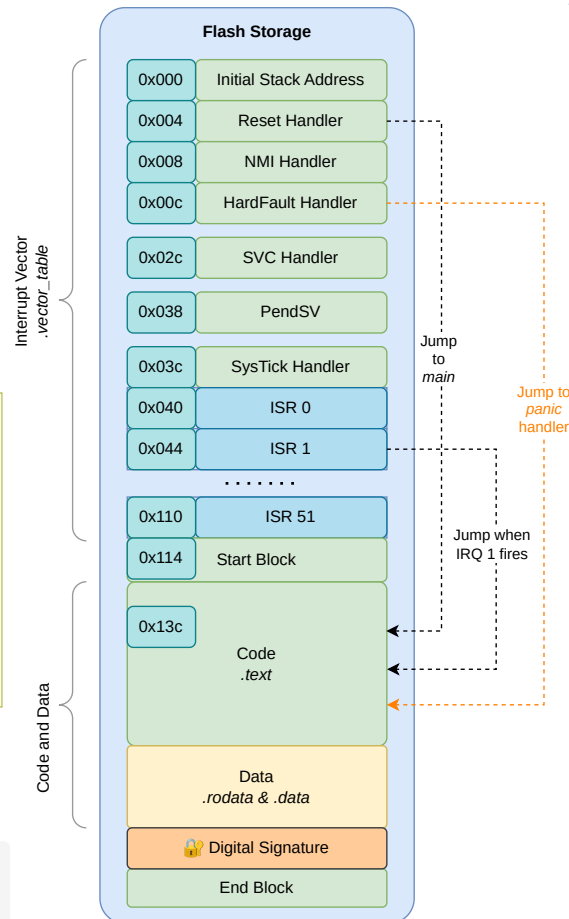 Flash Storage
0x000 Initial Stack Address
0x004 Reset Handler
0x008 NMI Handler
0x00c HardFault Handler
0x02c SVC Handler
0x038 PendSV
0x03c SysTick Handler
0x040 ISR 0
0x044 ISR 1
. . . . . . .
0x110 ISR 51
0x114 Start Block
0x13c
Code
.text
Data
.rodata & .data
🔐 Digital Signature
End Block
Interrupt Vector
.vector_table
Code and Data
Jump
to
main
Jump to
panic
handler
Jump when
IRQ 1 fires